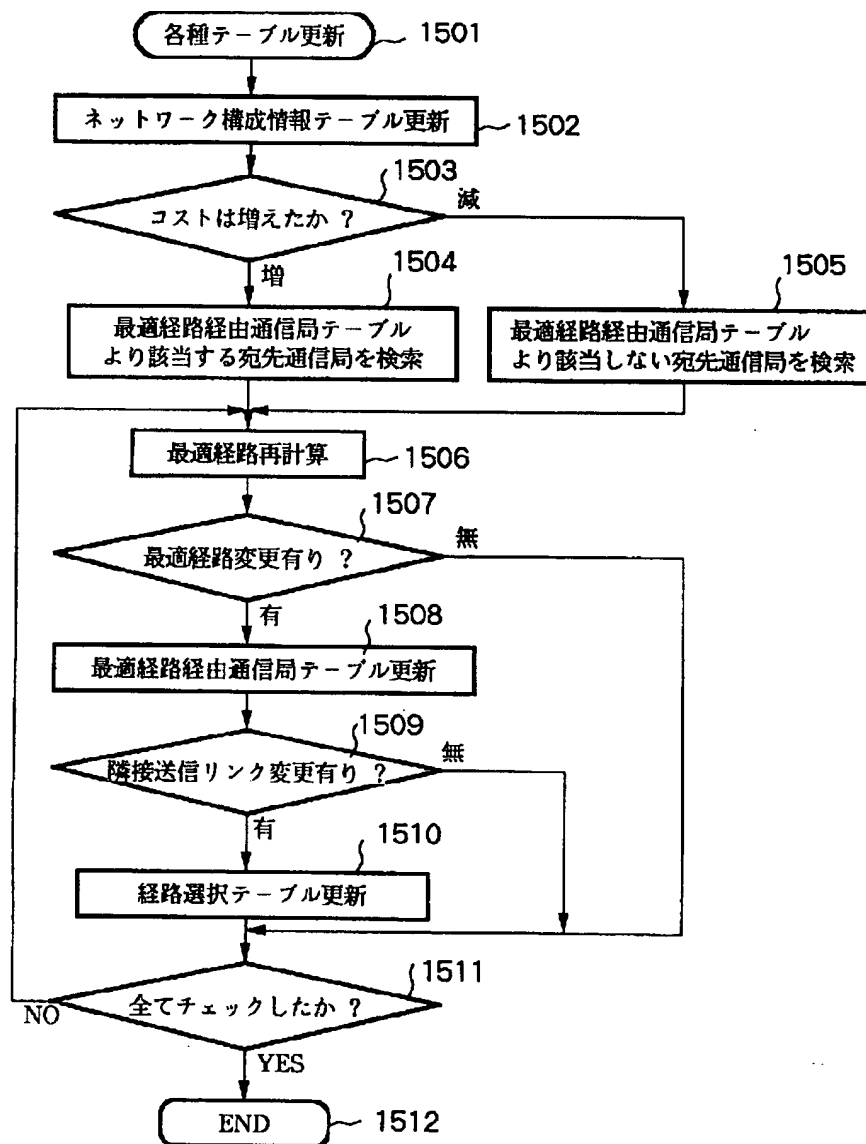 各種テーブル更新
1501
ネットワーク構成情報テーブル更新
1502
1503
コストは増えたか ?
減
増
1504
最適経路経由通信局テーブル
より該当する宛先通信局を検索
1505
最適経路経由通信局テーブル
より該当しない宛先通信局を検索
最適経路再計算
1506
1507
最適経路変更有り ?
無
有
1508
最適経路経由通信局テーブル更新
1509
隣接送信リンク変更有り ?
無
有
1510
経路選択テーブル更新
1511
全てチェックしたか ?
NO
YES
END
1512